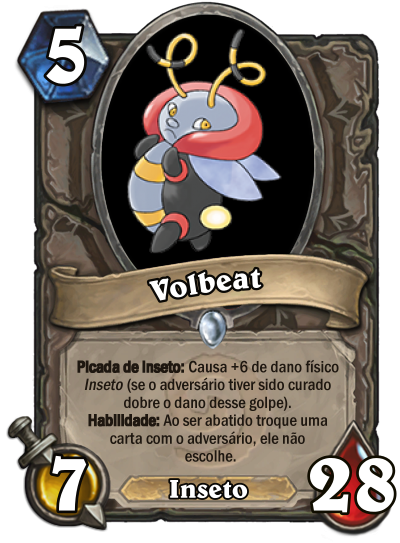 5
Volbeat
Picada de Inseto: Causa +6 de dano físico
Inseto (se o adversário tiver sido curado
dobre o dano desse golpe).
Habilidade: Ao ser abatido troque uma
carta com o adversário, ele não
escolhe.
7
Inseto
28